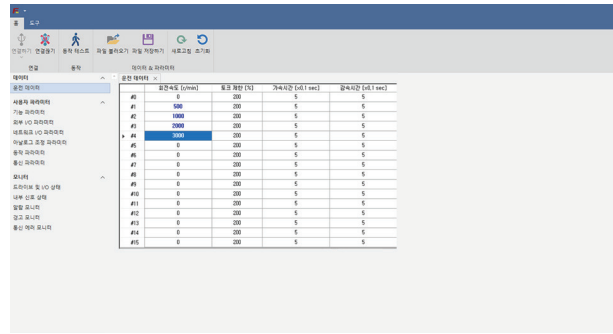 홈 도구
연결하기 연결끊기 동작 테스트 파일 불러오기 파일 저장하기 새로고침 초기화
연결 동작 데이터 & 파라미터
데이터
운전 데이터
사용자 파라미터
기능 파라미터
외부 I/O 파라미터
네트워크 I/O 파라미터
아날로그 조정 파라미터
동작 파라미터
통신 파라미터
모니터
드라이브 및 I/O 상태
내부 신호 상태
알람 모니터
경고 모니터
통신 에러 모니터
운전 데이터 ×
회전속도 [r/min] 토크 제한 [%] 가속시간 [x0,1 sec] 감속시간 [x0,1 sec]
#0 0 200 5 5
#1 500 200 5 5
#2 1000 200 5 5
#3 2000 200 5 5
#4 3000 200 5 5
#5 0 200 5 5
#6 0 200 5 5
#7 0 200 5 5
#8 0 200 5 5
#9 0 200 5 5
#10 0 200 5 5
#11 0 200 5 5
#12 0 200 5 5
#13 0 200 5 5
#14 0 200 5 5
#15 0 200 5 5